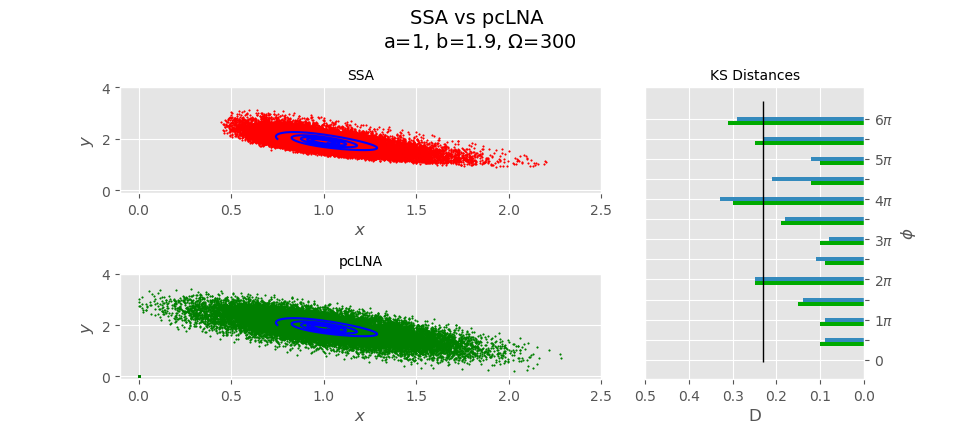 SSA vs pcLNA
a=1, b=1.9, Ω=300
SSA
4
2
0
y
0.0 0.5 1.0 1.5 2.0 2.5
x
pcLNA
4
2
0
y
0.0 0.5 1.0 1.5 2.0 2.5
x
KS Distances
6π
5π
4π
3π
2π
1π
0
ϕ
0.5 0.4 0.3 0.2 0.1 0.0
D